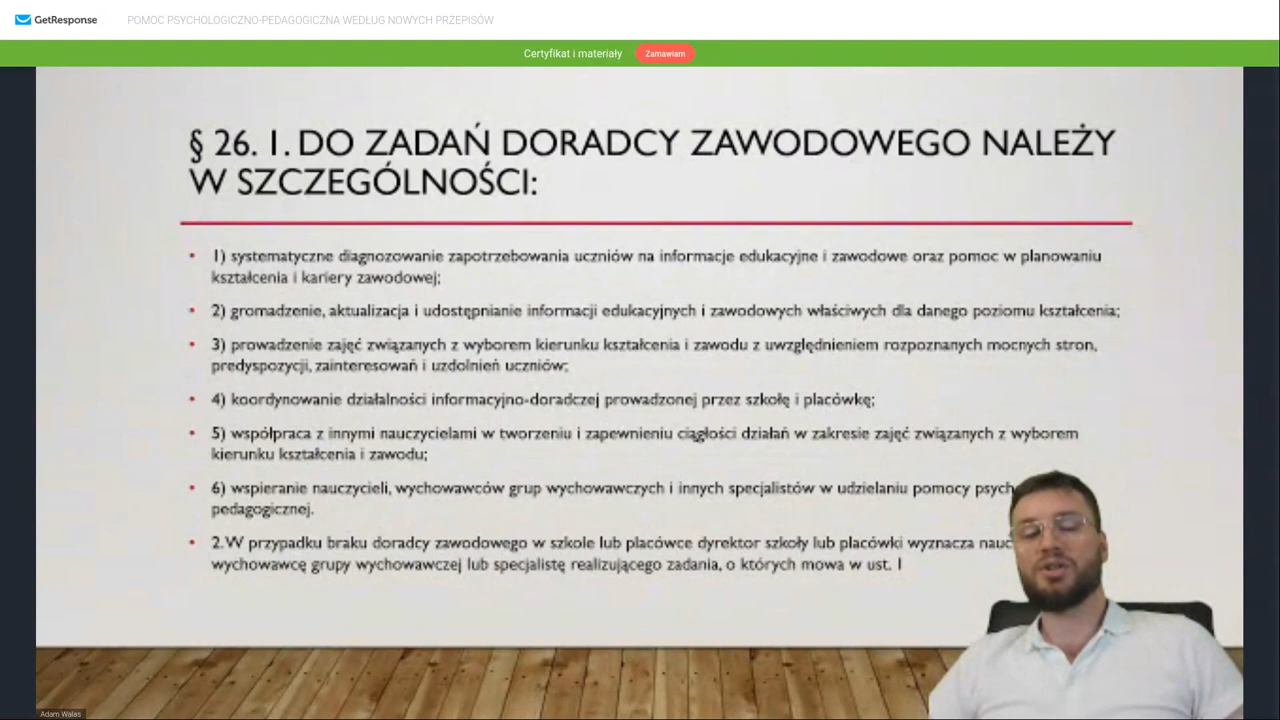 GetResponse
POMOC PSYCHOLOGICZNO-PEDAGOGICZNA WEDŁUG NOWYCH PRZEPISÓW
Certyfikat i materiały
Zamawiam
§ 26. 1. DO ZADAŃ DORADCY ZAWODOWEGO NALEŻY
W SZCZEGÓLNOŚCI:
• 1) systematyczne diagnozowanie zapotrzebowania uczniów na informacje edukacyjne i zawodowe oraz pomoc w planowaniu
kształcenia i kariery zawodowej;
• 2) gromadzenie, aktualizacja i udostępnianie informacji edukacyjnych i zawodowych właściwych dla danego poziomu kształcenia;
• 3) prowadzenie zajęć związanych z wyborem kierunku kształcenia i zawodu z uwzględnieniem rozpoznanych mocnych stron,
predyspozycji, zainteresowań i uzdolnień uczniów;
• 4) koordynowanie działalności informacyjno-doradczej prowadzonej przez szkołę i placówkę;
• 5) współpraca z innymi nauczycielami w tworzeniu i zapewnieniu ciągłości działań w zakresie zajęć związanych z wyborem
kierunku kształcenia i zawodu;
• 6) wspieranie nauczycieli, wychowawców grup wychowawczych i innych specjalistów w udzielaniu pomocy psych
pedagogicznej.
• 2. W przypadku braku doradcy zawodowego w szkole lub placówce dyrektor szkoły lub placówki wyznacza nauc
wychowawcę grupy wychowawczej lub specjalistę realizującego zadania, o których mowa w ust. 1
Adam Walas